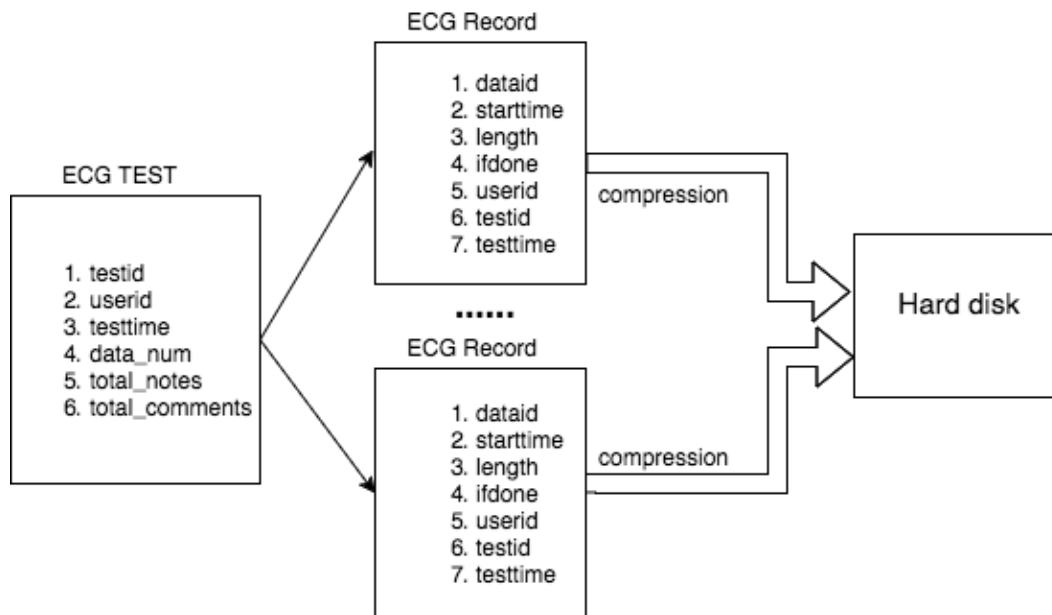 ECG TEST
1. testid
2. userid
3. testtime
4. data_num
5. total_notes
6. total_comments
ECG Record
1. dataid
2. starttime
3. length
4. ifdone
5. userid
6. testid
7. testtime
compression
......
ECG Record
1. dataid
2. starttime
3. length
4. ifdone
5. userid
6. testid
7. testtime
compression
Hard disk